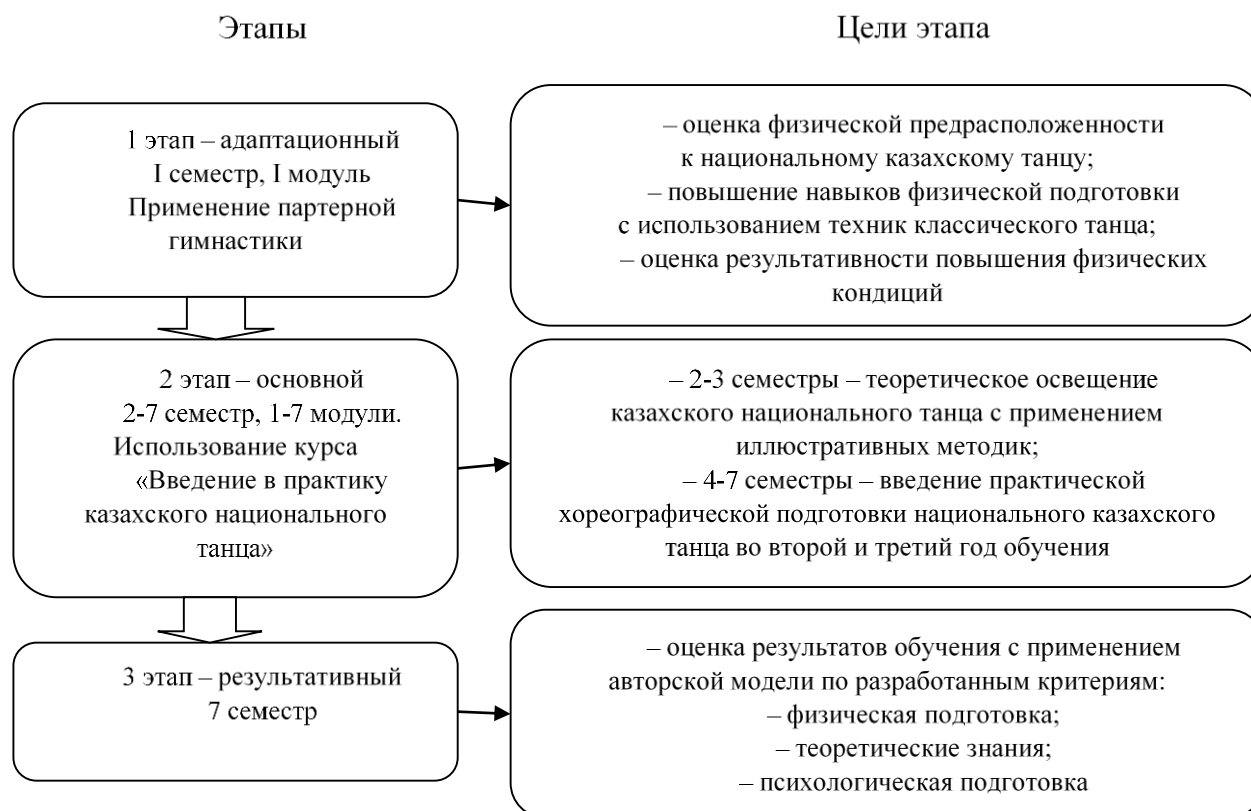 Этапы
Цели этапа
1 этап – адаптационный
I семестр, I модуль
Применение партерной
гимнастики
– оценка физической предрасположенности
к национальному казахскому танцу;
– повышение навыков физической подготовки
с использованием техник классического танца;
– оценка результативности повышения физических
кондиций
2 этап – основной
2-7 семестр, 1-7 модули.
Использование курса
«Введение в практику
казахского национального
танца»
– 2-3 семестры – теоретическое освещение
казахского национального танца с применением
иллюстративных методик;
– 4-7 семестры – введение практической
хореографической подготовки национального казахского
танца во второй и третий год обучения
3 этап – результативный
7 семестр
– оценка результатов обучения с применением
авторской модели по разработанным критериям:
– физическая подготовка;
– теоретические знания;
– психологическая подготовка